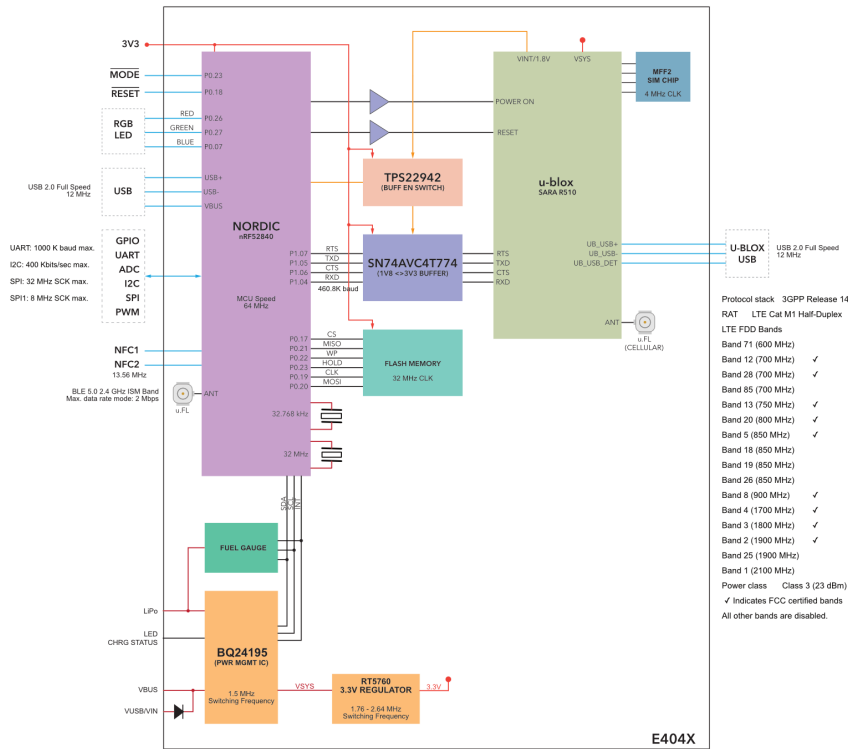 3V3
MODE
RESET
RGB
LED
RED
GREEN
BLUE
USB 2.0 Full Speed
12 MHz
USB
UART: 1000 K baud max.
I2C: 400 Kbits/sec max.
SPI: 32 MHz SCK max.
SPI1: 8 MHz SCK max.
GPIO
UART
ADC
I2C
SPI
PWM
NFC1
NFC2
13.56 MHz
BLE 5.0 2.4 GHz ISM Band
Max. data rate mode: 2 Mbps
u.FL
P0.23
P0.18
P0.26
P0.27
P0.07
USB+
USB-
VBUS
NORDIC
nRF52840
MCU Speed
64 MHz
ANT
P1.07
P1.05
P1.06
P1.04
RTS
TXD
CTS
RXD
460.8K baud
P0.17
P0.21
P0.22
P0.23
P0.19
P0.20
CS
MISO
WP
HOLD
CLK
MOSI
32.768 kHz
32 MHz
SDA
SCL
INT
TPS22942
(BUFF EN SWITCH)
SN74AVC4T774
(1V8 <>3V3 BUFFER)
FLASH MEMORY
32 MHz CLK
VINT/1.8V
VSYS
POWER ON
RESET
u-blox
SARA R510
RTS
TXD
CTS
RXD
UB_USB+
UB_USB-
UB_USB_DET
ANT
u.FL
(CELLULAR)
MFF2
SIM CHIP
4 MHz CLK
U-BLOX
USB
USB 2.0 Full Speed
12 MHz
Protocol stack 3GPP Release 14
RAT LTE Cat M1 Half-Duplex
LTE FDD Bands
Band 71 (600 MHz)
Band 12 (700 MHz) ✓
Band 28 (700 MHz) ✓
Band 85 (700 MHz)
Band 13 (750 MHz) ✓
Band 20 (800 MHz) ✓
Band 5 (850 MHz) ✓
Band 18 (850 MHz)
Band 19 (850 MHz)
Band 26 (850 MHz)
Band 8 (900 MHz) ✓
Band 4 (1700 MHz) ✓
Band 3 (1800 MHz) ✓
Band 2 (1900 MHz) ✓
Band 25 (1900 MHz)
Band 1 (2100 MHz)
Power class Class 3 (23 dBm)
✓ Indicates FCC certified bands
All other bands are disabled.
FUEL GAUGE
LiPo
LED
CHRG STATUS
VBUS
VUSB/VIN
BQ24195
(PWR MGMT IC)
1.5 MHz
Switching Frequency
VSYS
RT5760
3.3V REGULATOR
1.76 - 2.64 MHz
Switching Frequency
3.3V
E404X